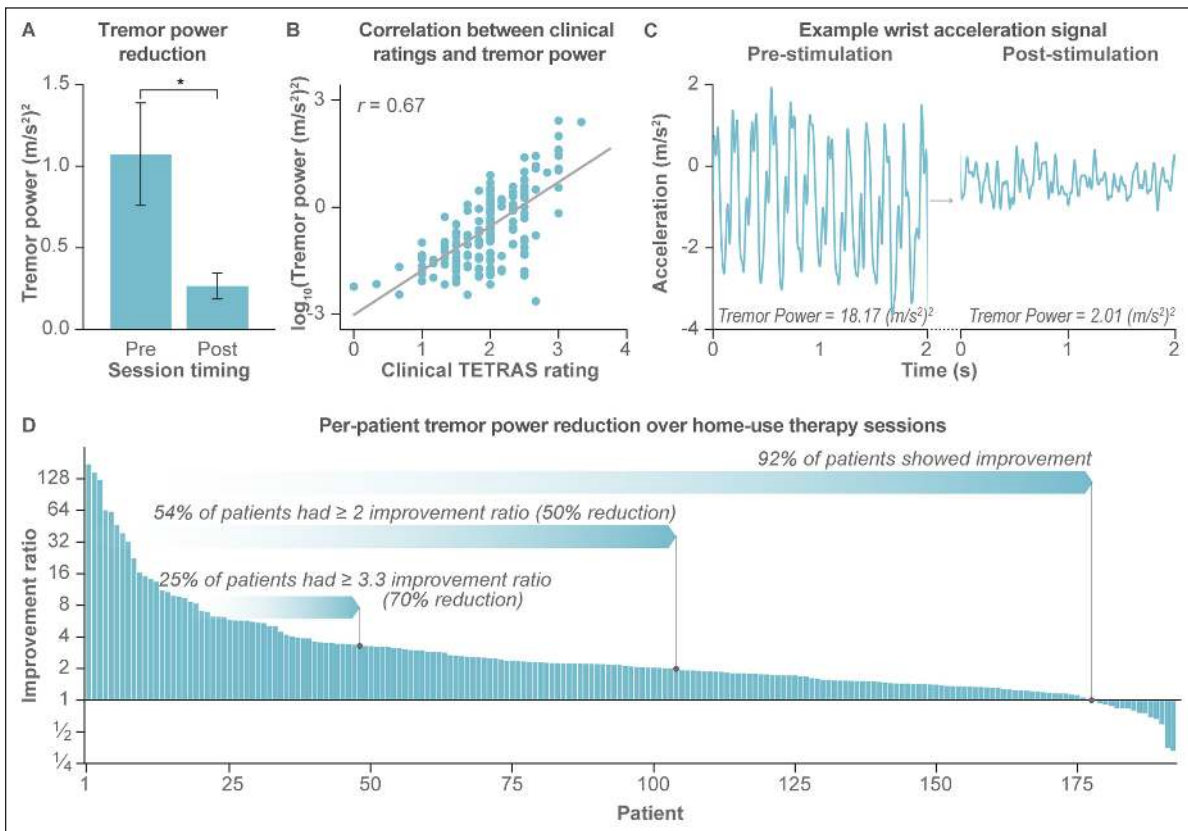 A
Tremor power
reduction
Tremor power (m/s²)²
1.5
1.0
0.5
0.0
*
Pre
Post
Session timing
B
Correlation between clinical
ratings and tremor power
log₁₀(Tremor power (m/s²)²)
3
0
-3
r = 0.67
0
1
2
3
4
Clinical TETRAS rating
C
Example wrist acceleration signal
Pre-stimulation
Post-stimulation
Acceleration (m/s²)
2
0
-2
-4
Tremor Power = 18.17 (m/s²)²
Tremor Power = 2.01 (m/s²)²
0
1
2
0
1
2
Time (s)
D
Per-patient tremor power reduction over home-use therapy sessions
Improvement ratio
128
64
32
16
8
4
2
1
½
¼
92% of patients showed improvement
54% of patients had ≥ 2 improvement ratio (50% reduction)
25% of patients had ≥ 3.3 improvement ratio
(70% reduction)
1
25
50
75
100
125
150
175
Patient